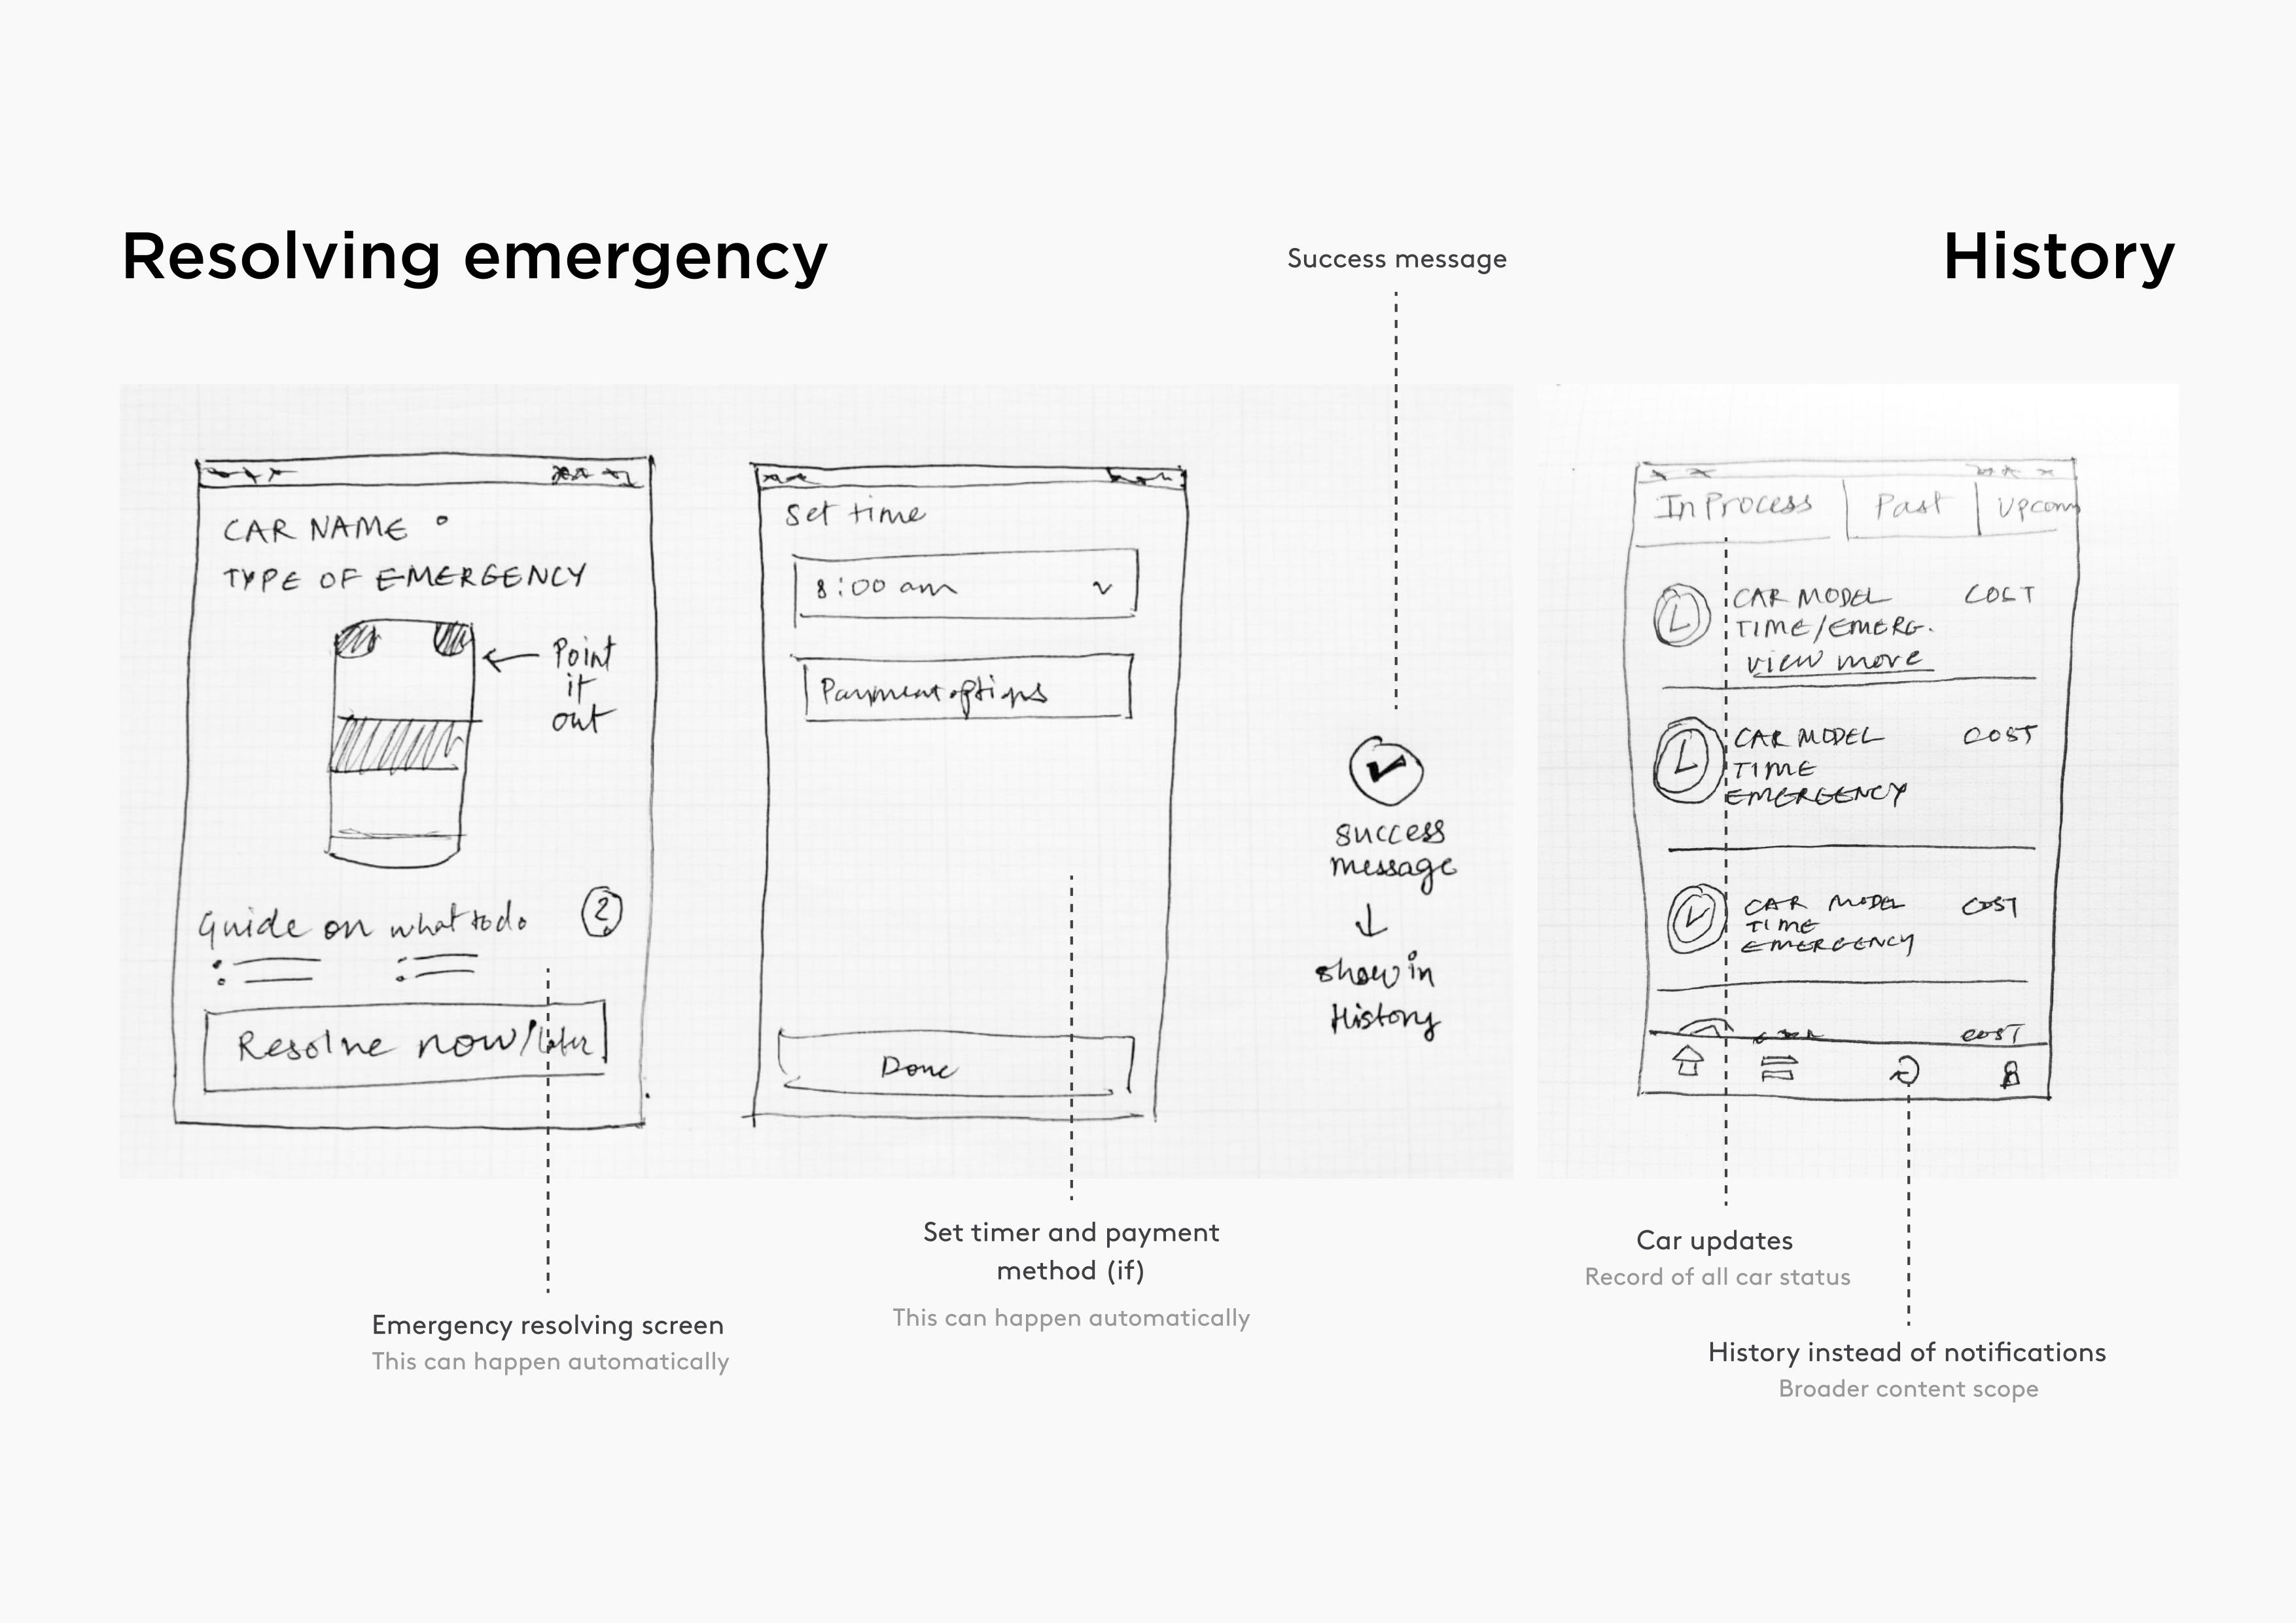 Resolving emergency
Success message
History
CAR NAME
TYPE OF EMERGENCY
Point
it
out
Guide on what to do
?
Resolve now/later
Set time
8:00 am
Payment options
Done
success
message
show in
History
In Process
Past
Upcom
CAR MODEL
COST
TIME/EMERG.
view more
CAR MODEL
COST
TIME
EMERGENCY
CAR MODEL
COST
TIME
EMERGENCY
COST
Emergency resolving screen
This can happen automatically
Set timer and payment
method (if)
This can happen automatically
Car updates
Record of all car status
History instead of notifications
Broader content scope